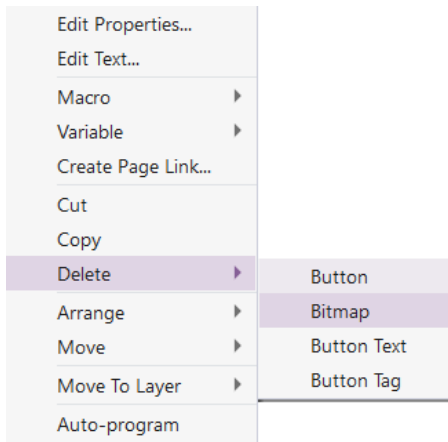 Edit Properties...
Edit Text...
Macro
Variable
Create Page Link...
Cut
Copy
Delete
Button
Arrange
Bitmap
Move
Button Text
Move To Layer
Button Tag
Auto-program